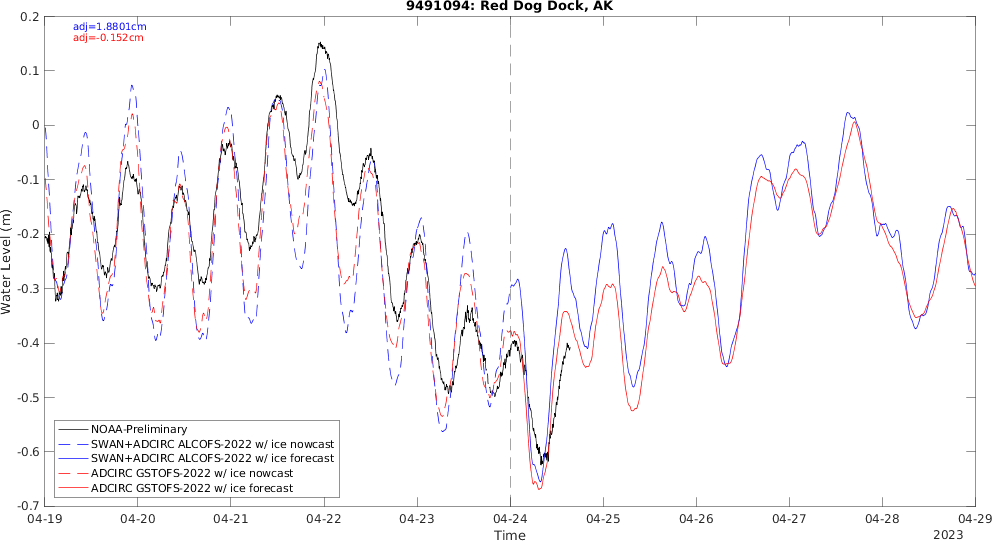 9491094: Red Dog Dock, AK
adj=1.8801cm
adj=-0.152cm
0.2
0.1
0
-0.1
-0.2
-0.3
-0.4
-0.5
-0.6
-0.7
Water Level (m)
NOAA-Preliminary
SWAN+ADCIRC ALCOFS-2022 w/ ice nowcast
SWAN+ADCIRC ALCOFS-2022 w/ ice forecast
ADCIRC GSTOFS-2022 w/ ice nowcast
ADCIRC GSTOFS-2022 w/ ice forecast
04-19 04-20 04-21 04-22 04-23 04-24 04-25 04-26 04-27 04-28 04-29
Time
2023